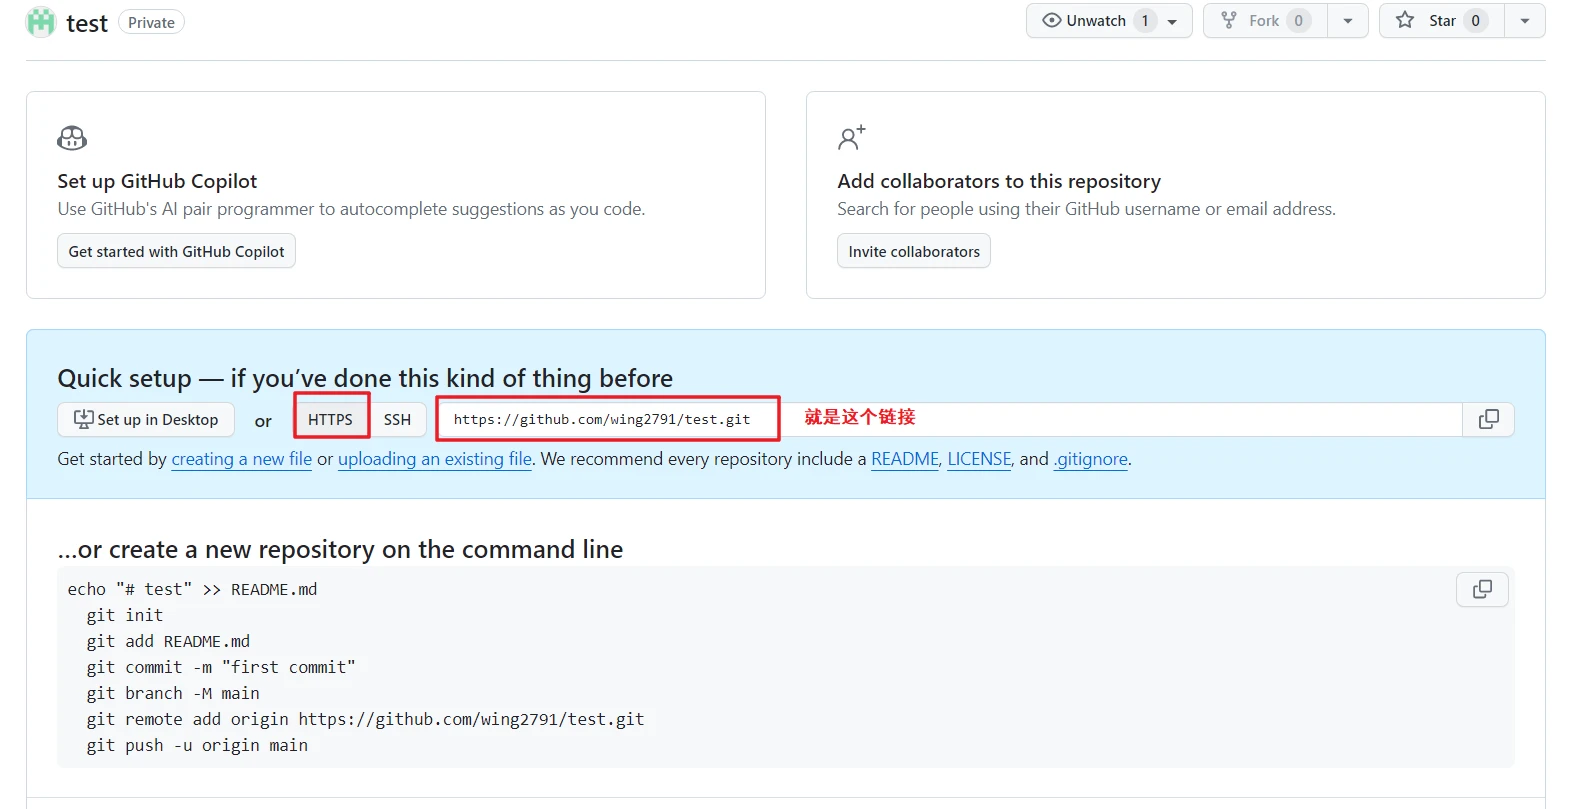 test Private Unwatch 1 Fork 0 Star 0
Set up GitHub Copilot
Use GitHub's AI pair programmer to autocomplete suggestions as you code.
Get started with GitHub Copilot
Add collaborators to this repository
Search for people using their GitHub username or email address.
Invite collaborators
Quick setup — if you’ve done this kind of thing before
Set up in Desktop or HTTPS SSH https://github.com/wing2791/test.git 就是这个链接
Get started by creating a new file or uploading an existing file. We recommend every repository include a README, LICENSE, and .gitignore.
…or create a new repository on the command line
echo "# test" >> README.md
git init
git add README.md
git commit -m "first commit"
git branch -M main
git remote add origin https://github.com/wing2791/test.git
git push -u origin main